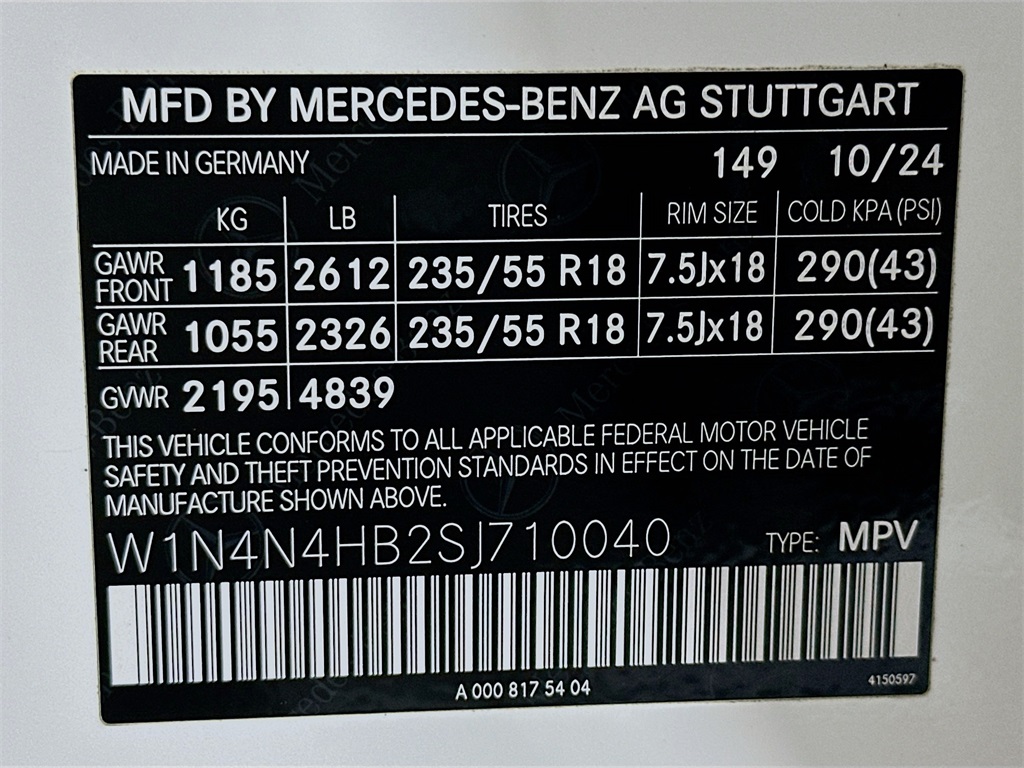 MFD BY MERCEDES-BENZ AG STUTTGART
MADE IN GERMANY 149 10/24
KG LB TIRES RIM SIZE COLD KPA (PSI)
GAWR FRONT 1185 2612 235/55 R18 7.5Jx18 290(43)
GAWR REAR 1055 2326 235/55 R18 7.5Jx18 290(43)
GVWR 2195 4839
THIS VEHICLE CONFORMS TO ALL APPLICABLE FEDERAL MOTOR VEHICLE
SAFETY AND THEFT PREVENTION STANDARDS IN EFFECT ON THE DATE OF
MANUFACTURE SHOWN ABOVE.
W1N4N4HB2SJ710040 TYPE: MPV
A 000 817 54 04 4150597